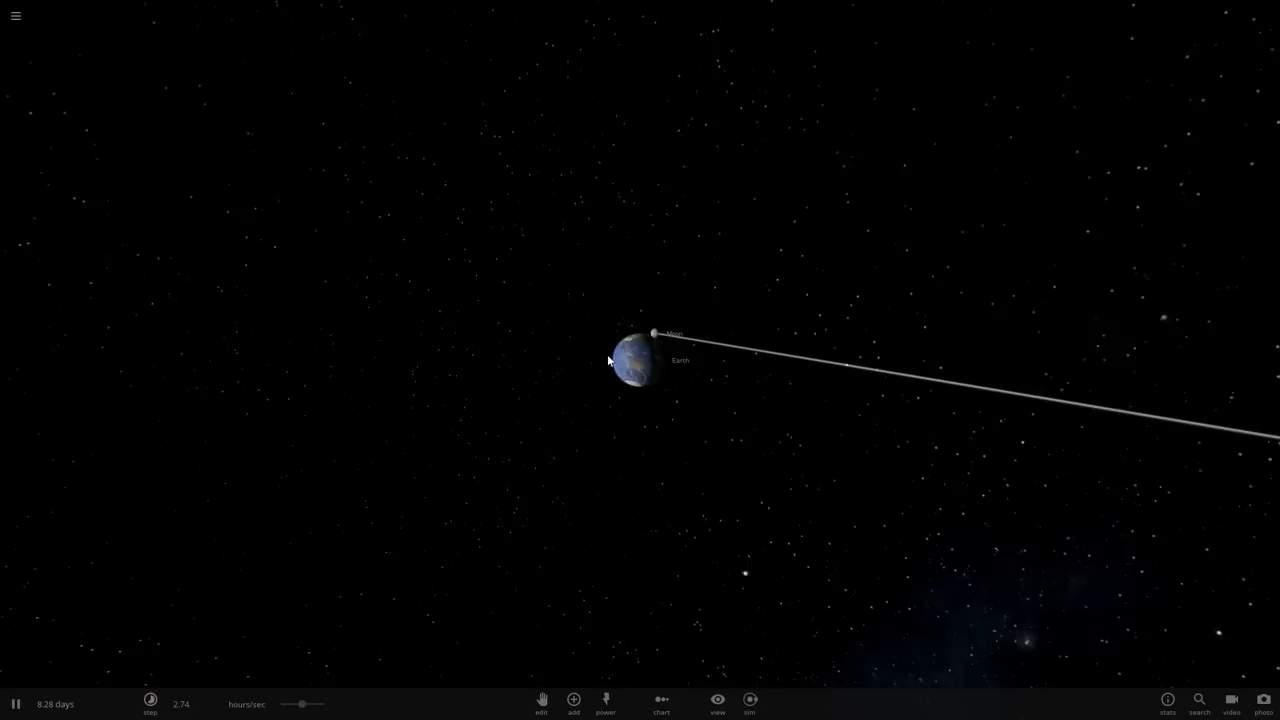 Moon
Earth
8.28 days
step
2.74
hours/sec
edit
add
power
chart
view
sim
stats
search
video
photo